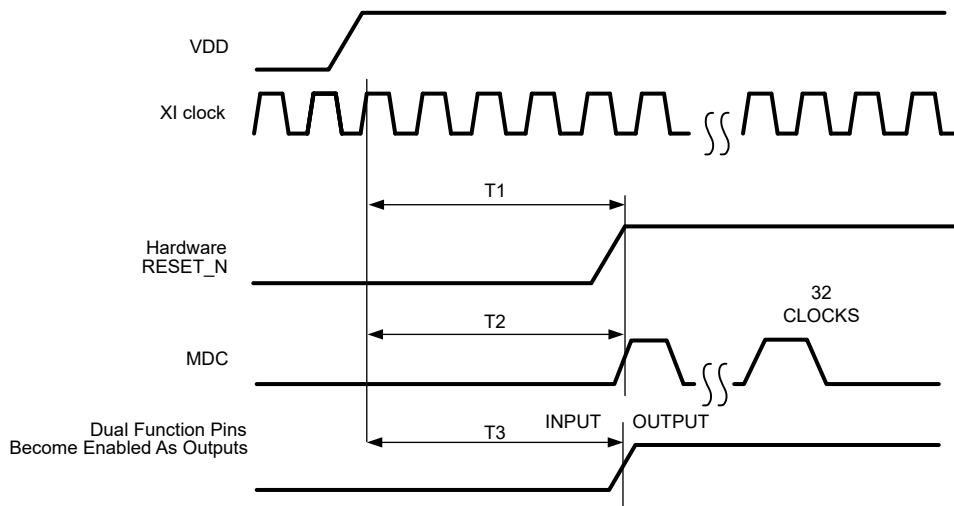 VDD
XI clock
T1
Hardware
RESET_N
32
CLOCKS
T2
MDC
Dual Function Pins
Become Enabled As Outputs
INPUT OUTPUT
T3